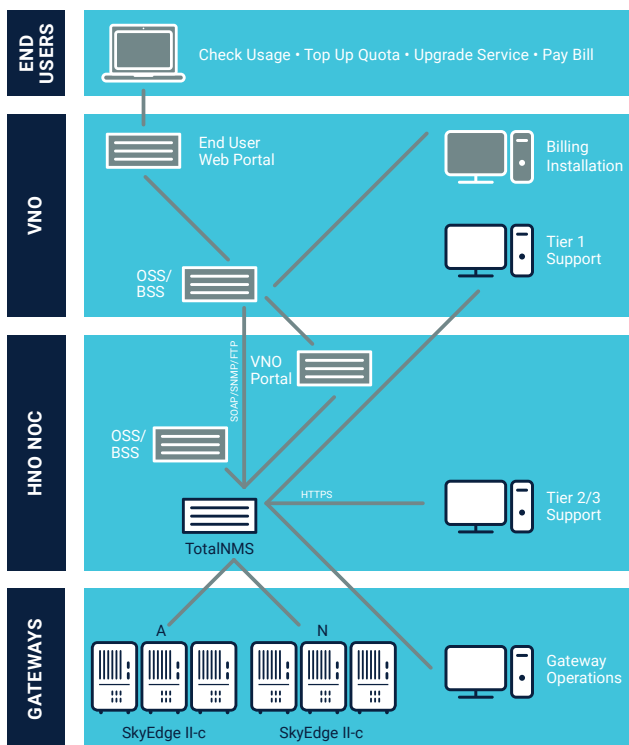 END
USERS
Check Usage • Top Up Quota • Upgrade Service • Pay Bill
VNO
End User
Web Portal
Billing
Installation
Tier 1
Support
OSS/
BSS
HNO NOC
SOAP/SNMP/FTP
VNO
Portal
OSS/
BSS
HTTPS
Tier 2/3
Support
TotalNMS
GATEWAYS
A
N
Gateway
Operations
SkyEdge II-c
SkyEdge II-c